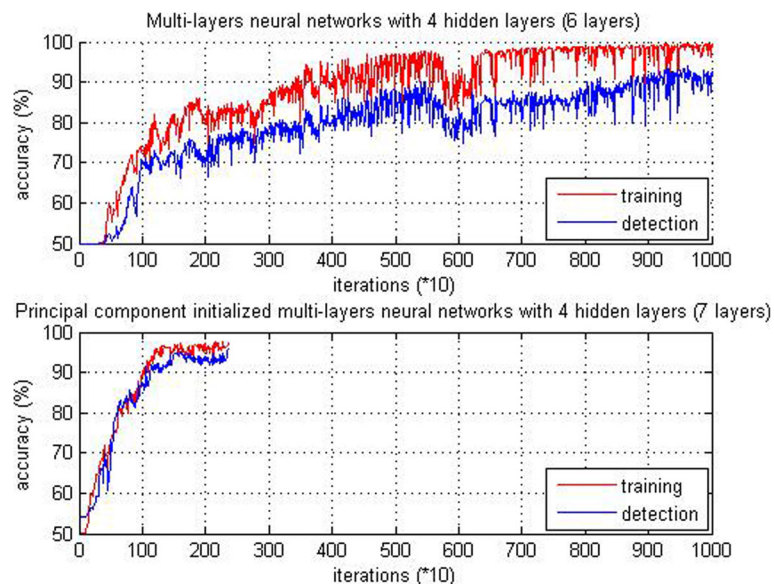 Multi-layers neural networks with 4 hidden layers (6 layers)
100
90
80
70
60
50
accuracy (%)
training
detection
0 100 200 300 400 500 600 700 800 900 1000
iterations (*10)
Principal component initialized multi-layers neural networks with 4 hidden layers (7 layers)
100
90
80
70
60
50
accuracy (%)
training
detection
0 100 200 300 400 500 600 700 800 900 1000
iterations (*10)